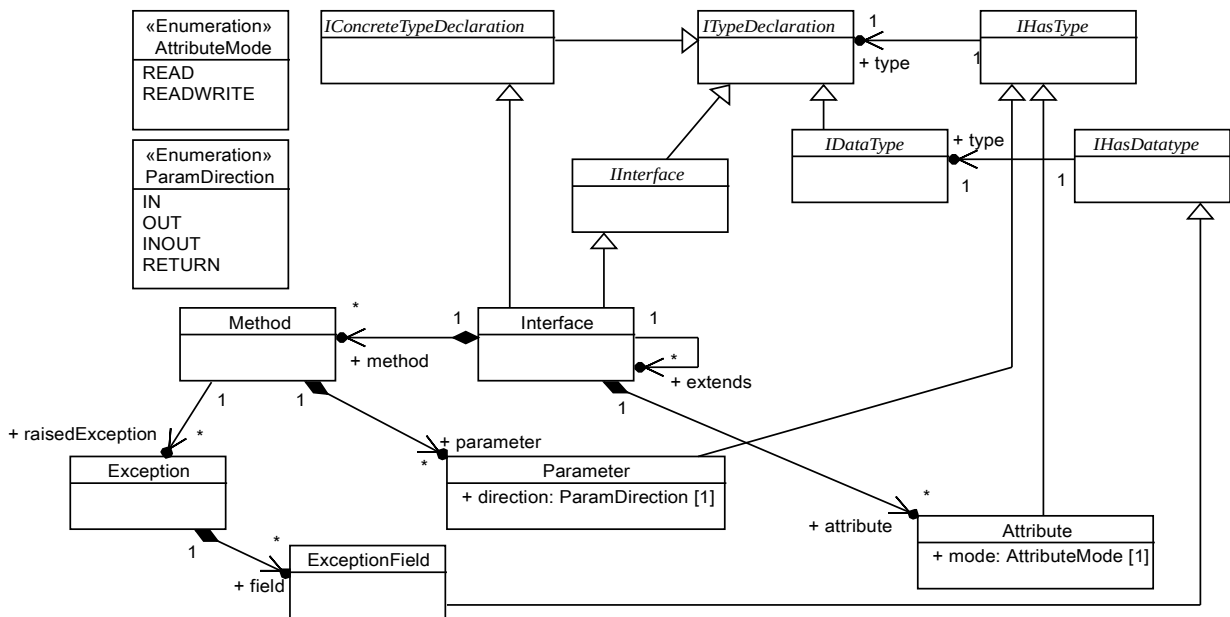 «Enumeration»
AttributeMode
READ
READWRITE
IConcreteTypeDeclaration
ITypeDeclaration
1
+ type
1
IHasType
«Enumeration»
ParamDirection
IN
OUT
INOUT
RETURN
IInterface
IDataType
+ type
1
1
IHasDatatype
Method
*
+ method
1
Interface
1
*
+ extends
1
1
1
+ raisedException
*
+ parameter
*
Exception
Parameter
+ direction: ParamDirection [1]
*
+ attribute
Attribute
+ mode: AttributeMode [1]
1
*
+ field
ExceptionField